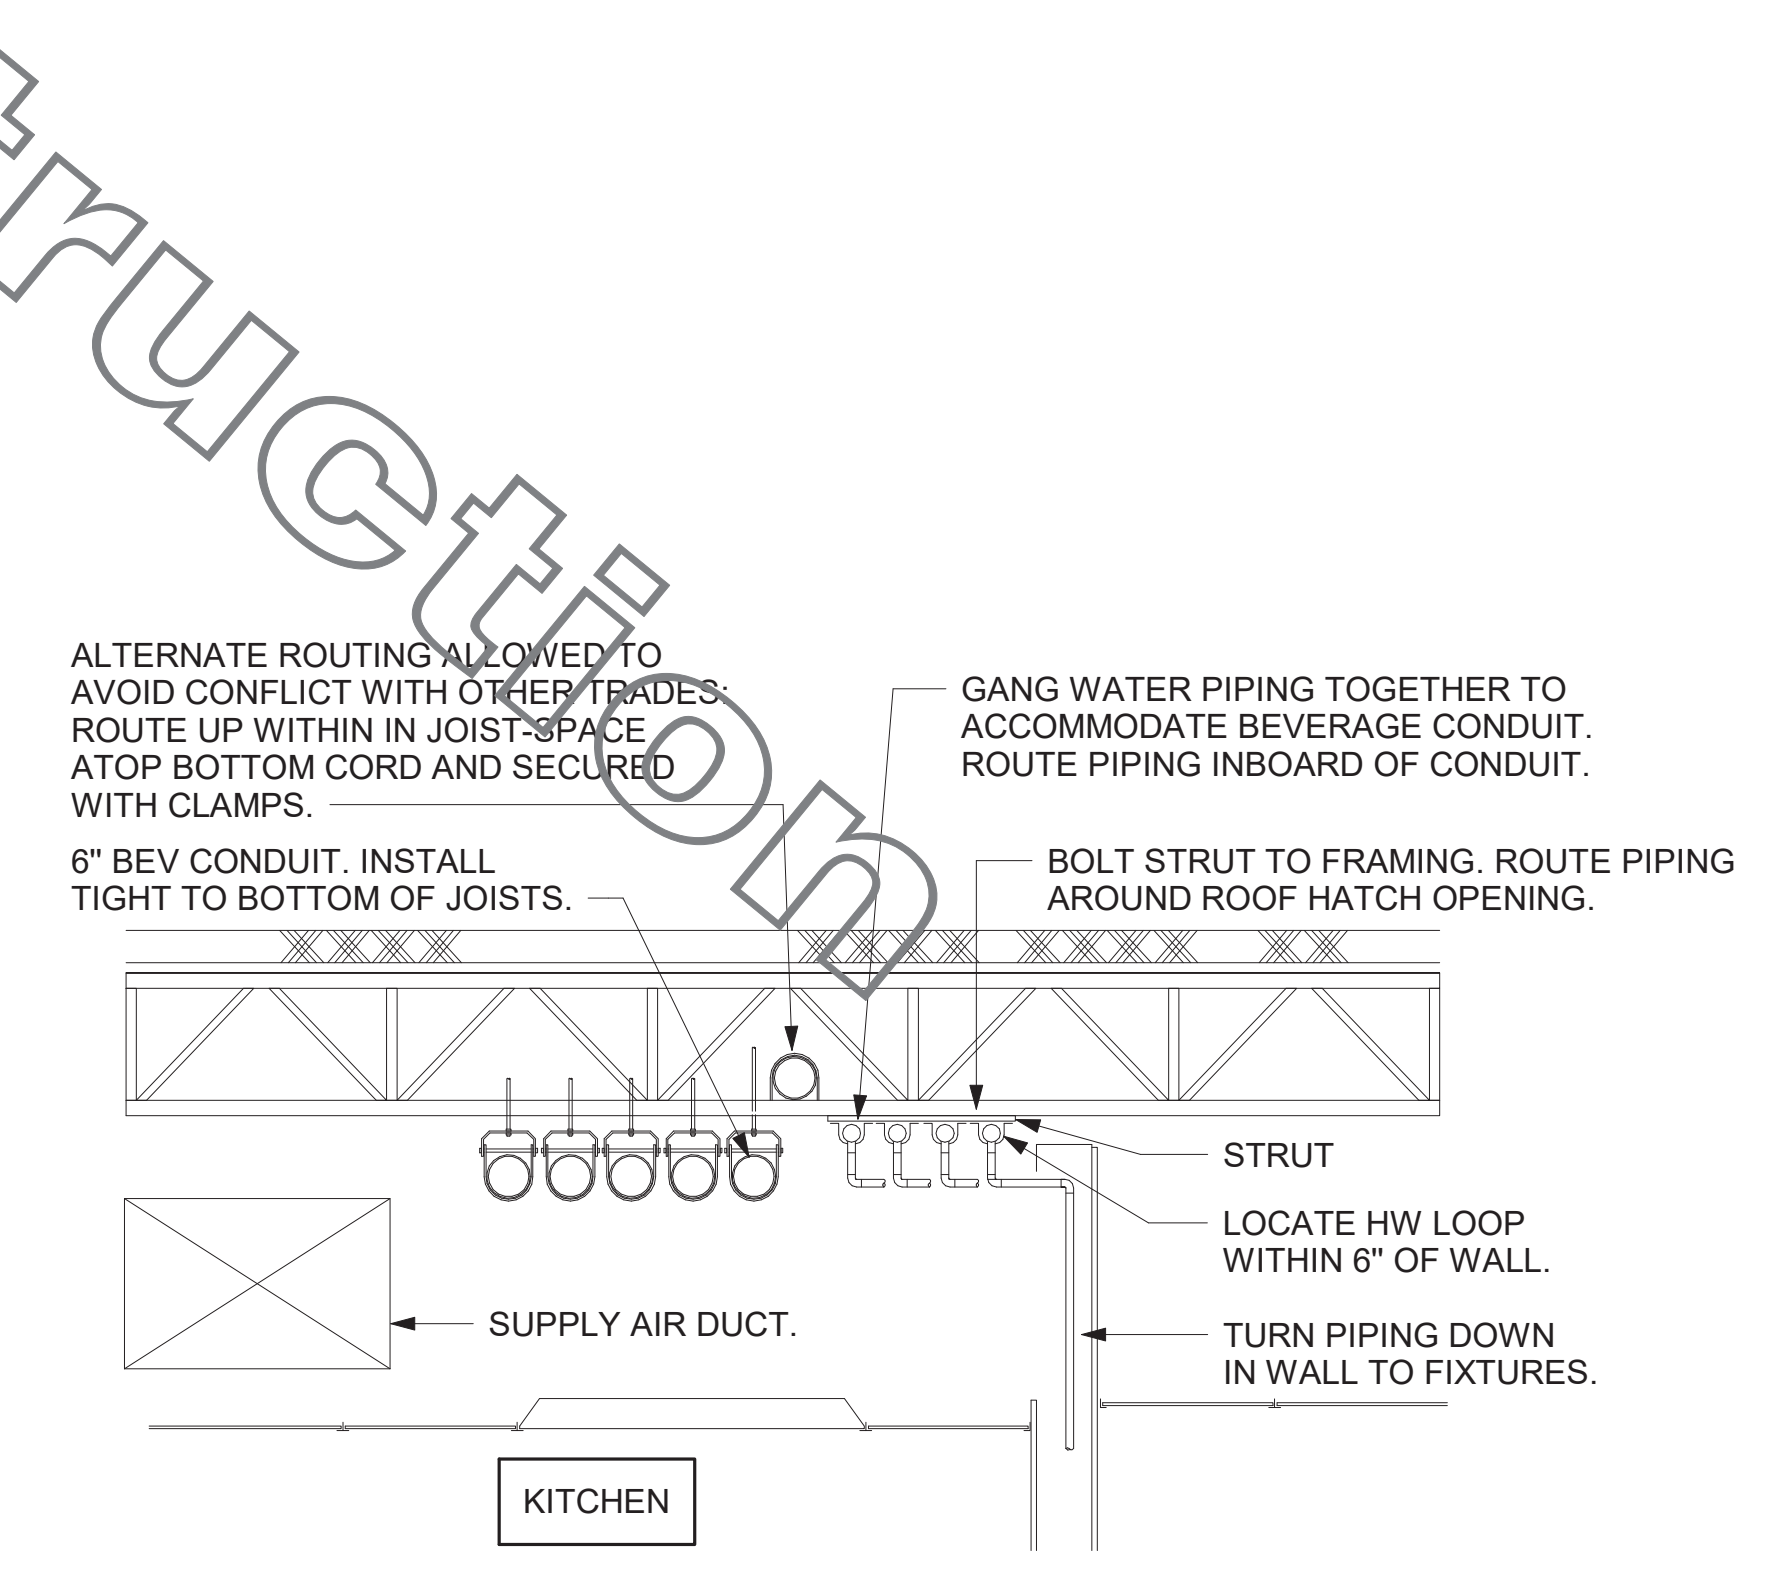 truction
ALTERNATE ROUTING ALLOWED TO
AVOID CONFLICT WITH OTHER TRADES:
ROUTE UP WITHIN IN JOIST-SPACE
ATOP BOTTOM CORD AND SECURED
WITH CLAMPS.
6" BEV CONDUIT. INSTALL
TIGHT TO BOTTOM OF JOISTS.
GANG WATER PIPING TOGETHER TO
ACCOMMODATE BEVERAGE CONDUIT.
ROUTE PIPING INBOARD OF CONDUIT.
BOLT STRUT TO FRAMING. ROUTE PIPING
AROUND ROOF HATCH OPENING.
STRUT
LOCATE HW LOOP
WITHIN 6" OF WALL.
SUPPLY AIR DUCT.
TURN PIPING DOWN
IN WALL TO FIXTURES.
KITCHEN